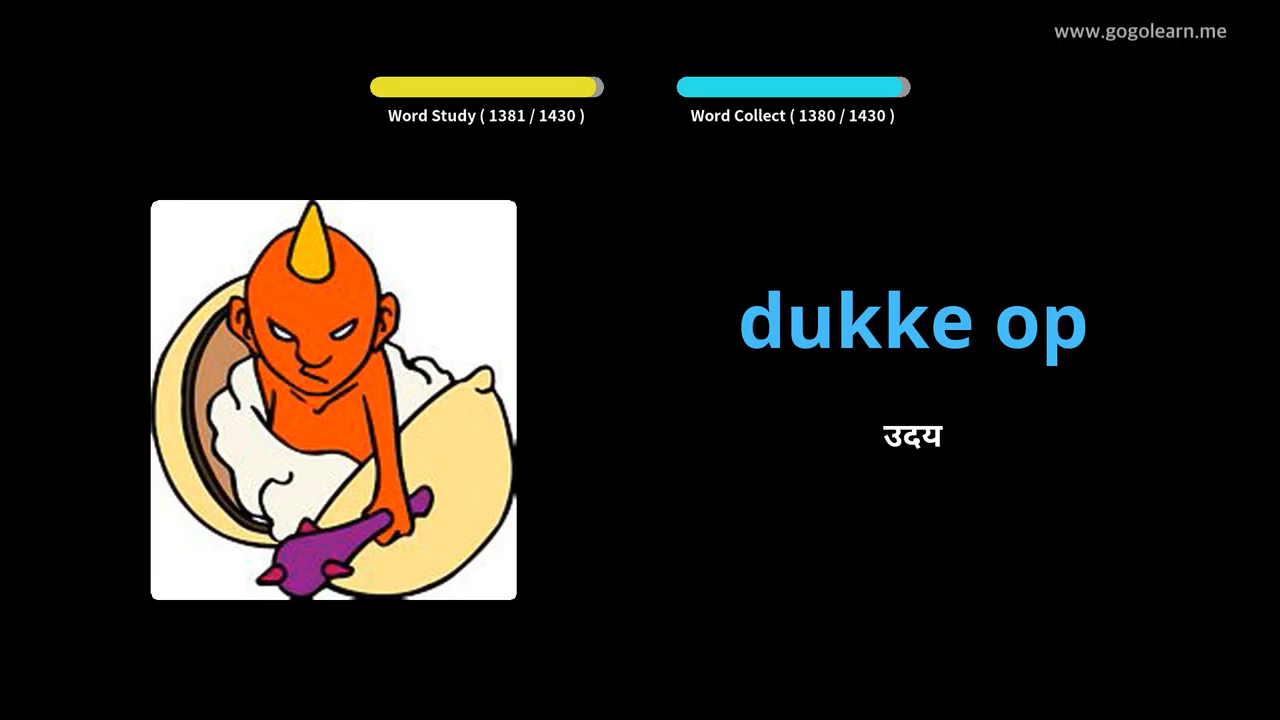 www.gogolearn.me
Word Study ( 1381 / 1430 )
Word Collect ( 1380 / 1430 )
dukke op
उदय